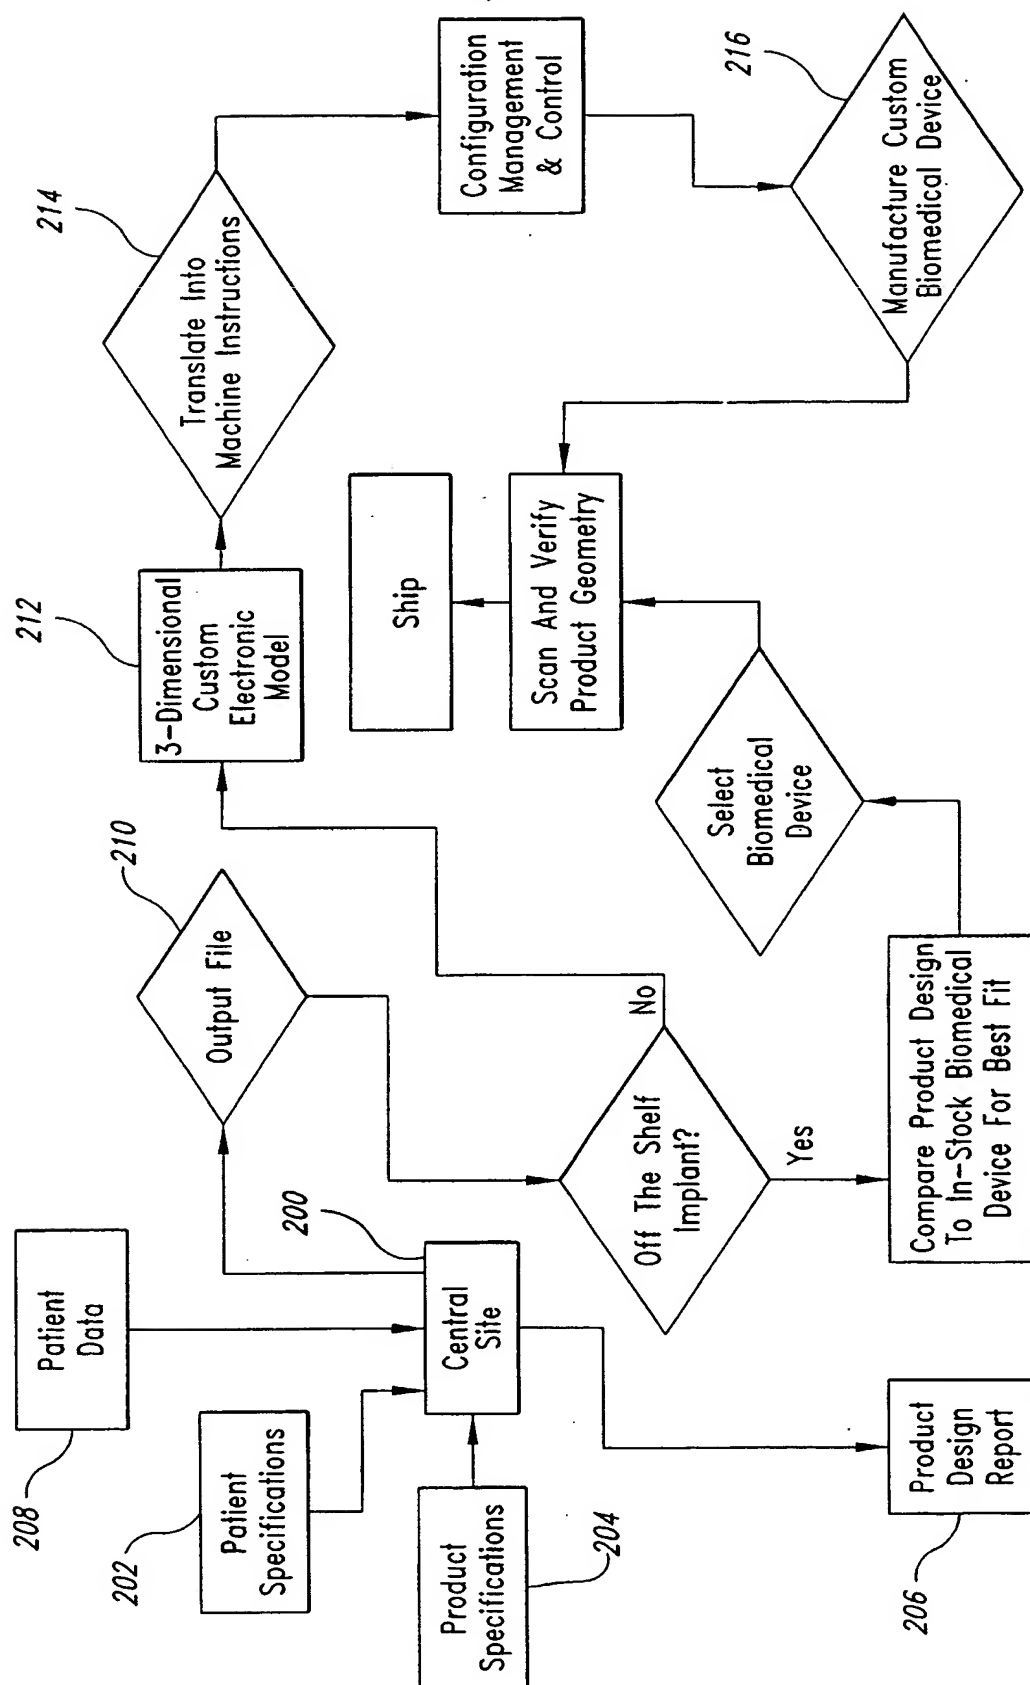 208
Patient
Data
202
Patient
Specifications
Product
Specifications
204
200
Central
Site
Product
Design
Report
206
210
Output File
Off The Shelf
Implant?
No
Yes
Compare Product Design
To In-Stock Biomedical
Device For Best Fit
Select
Biomedical
Device
212
3-Dimensional
Custom
Electronic
Model
214
Translate Into
Machine Instructions
Configuration
Management
& Control
216
Manufacture Custom
Biomedical Device
Scan And Verify
Product Geometry
Ship